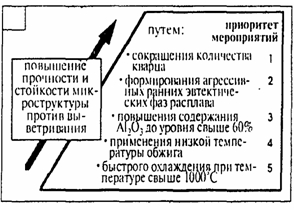 путем:
приоритет
мероприятий
повышение
прочности и
стойкости мик-
роструктуры
против вы-
ветривания
· сокращения количества
кварца 1
· формирования агрессив-
ных ранних эвтектичес-
ких фаз расплава 2
· повышения содержания
Al₂O₃ до уровня свыше 60% 3
· применения низкой темпе-
ратуры обжига 4
· быстрого охлаждения при тем-
пературе свыше 1000°C 5